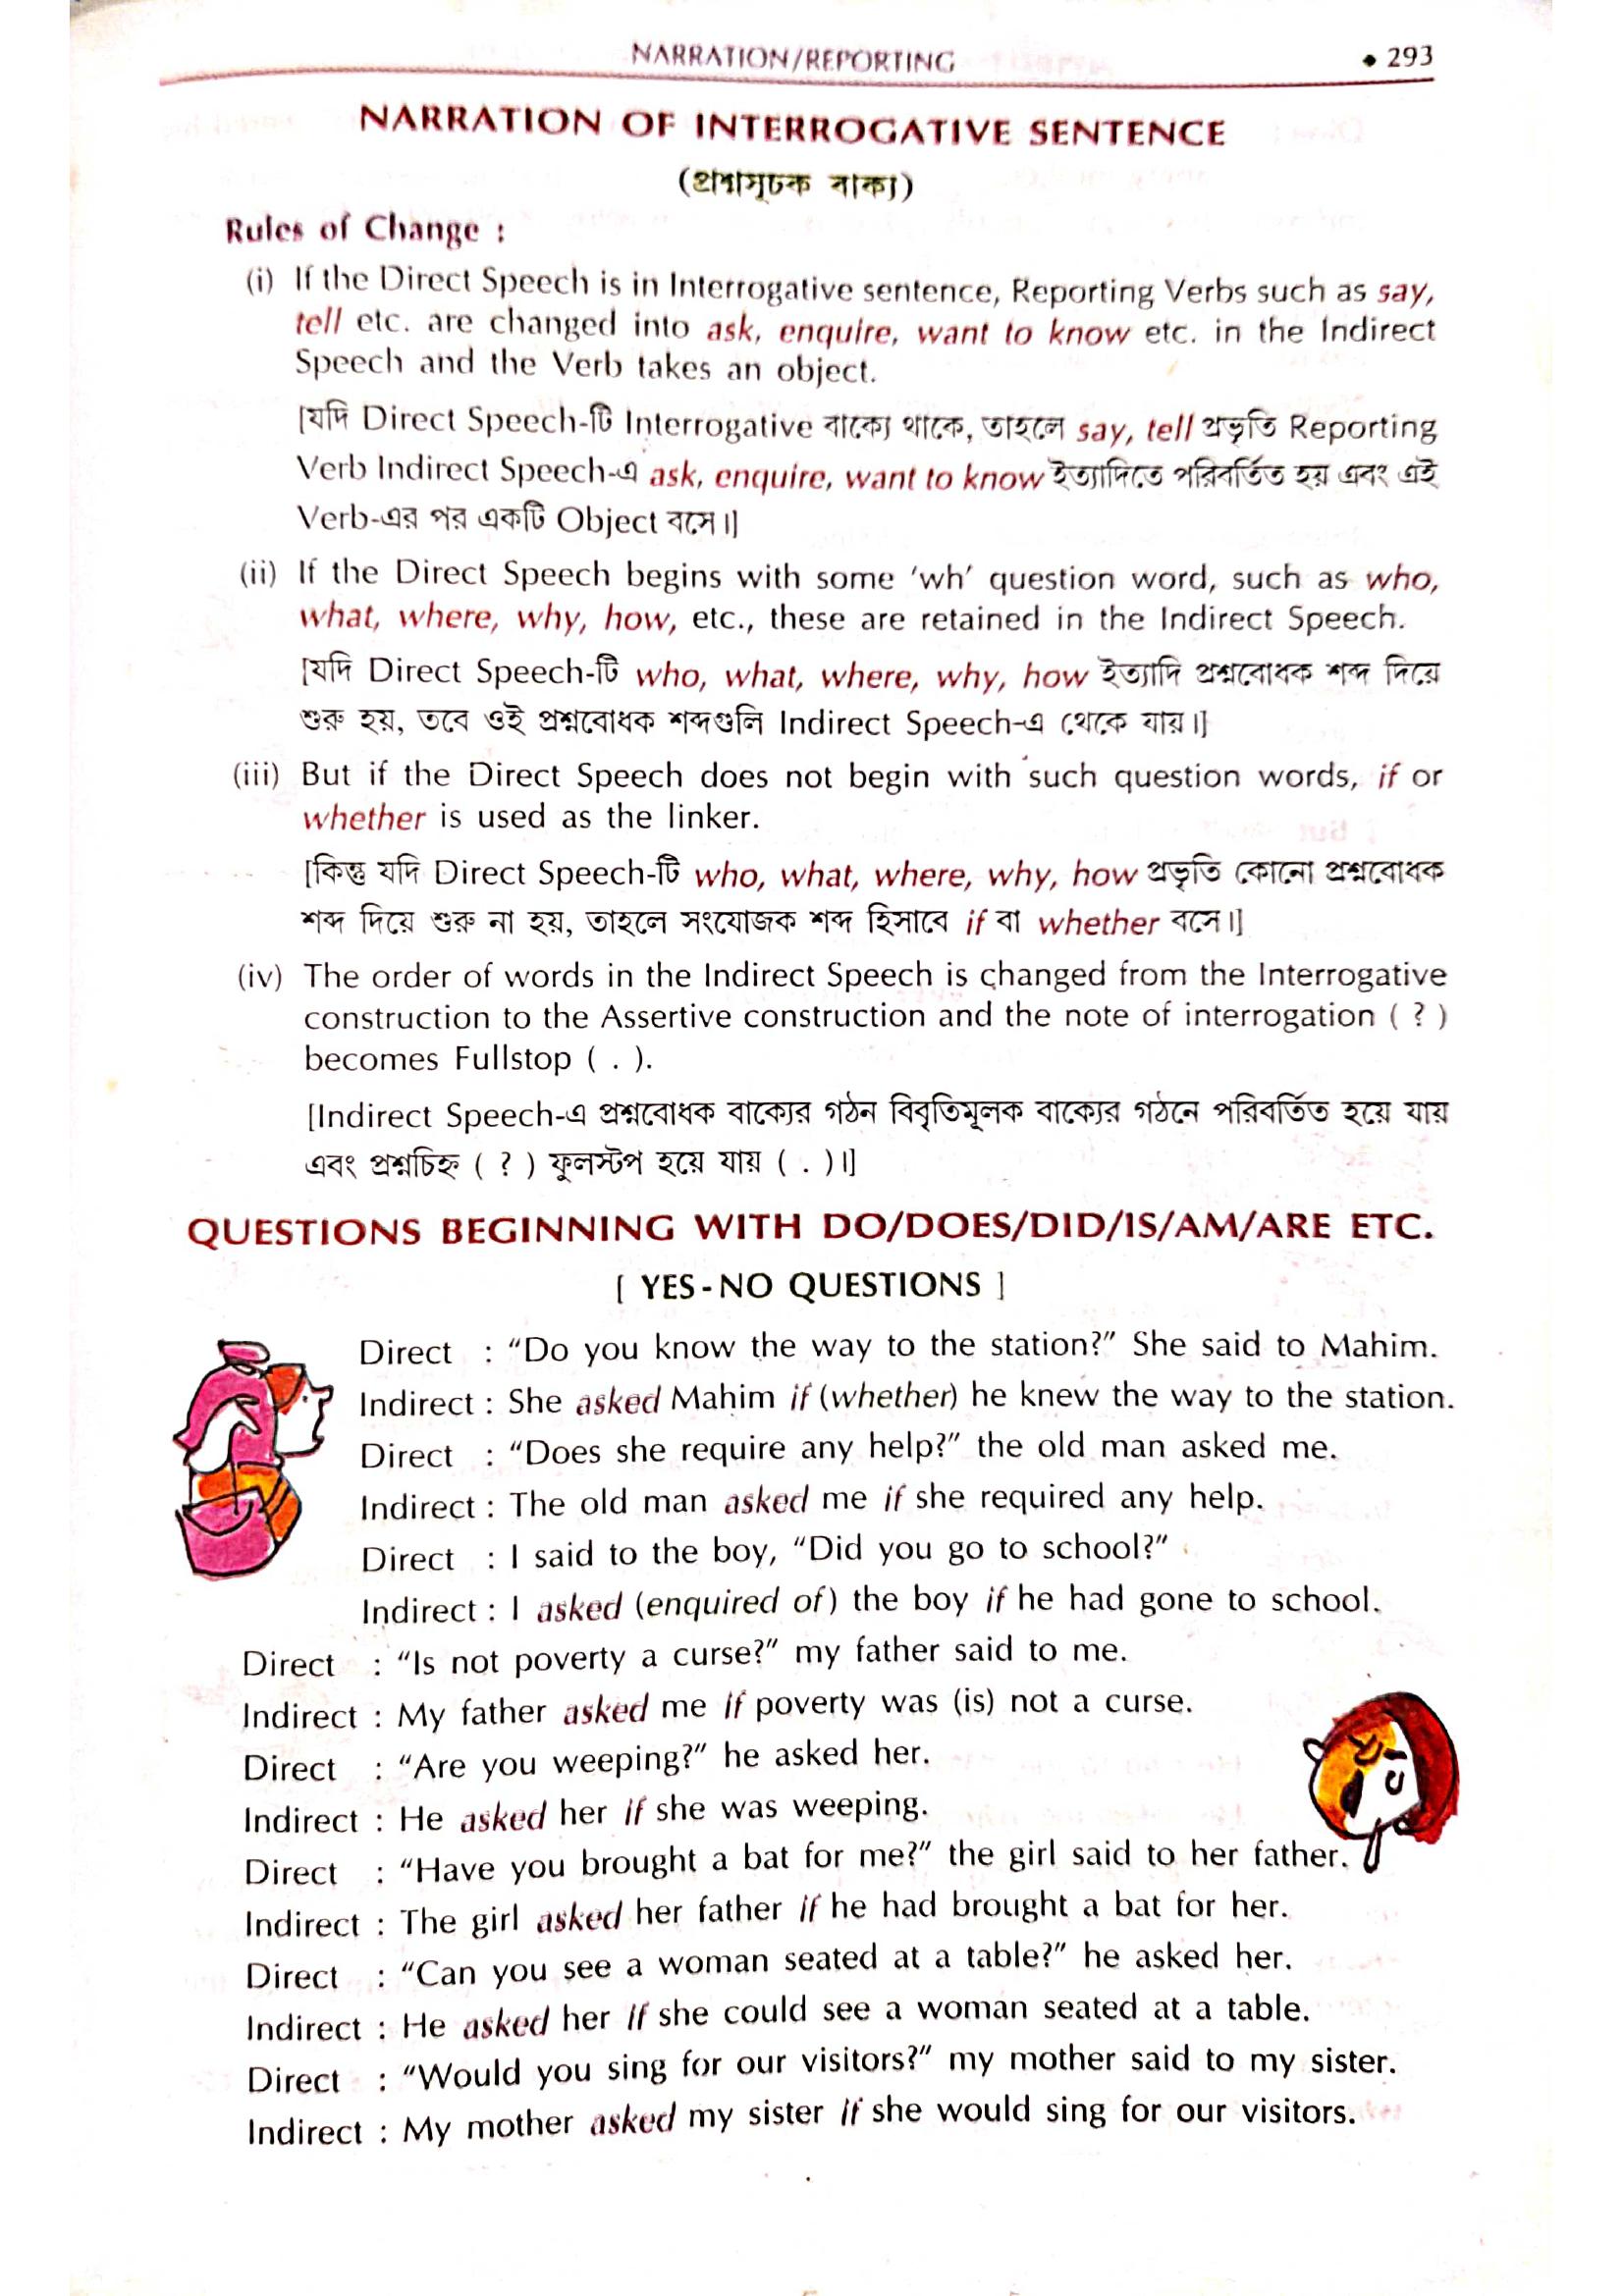 NARRATION/REPORTING ◆ 293
NARRATION OF INTERROGATIVE SENTENCE
(প্রশ্নসূচক বাক্য)
Rules of Change :
(i) If the Direct Speech is in Interrogative sentence, Reporting Verbs such as say,
tell etc. are changed into ask, enquire, want to know etc. in the Indirect
Speech and the Verb takes an object.
[যদি Direct Speech-টি Interrogative বাক্যে থাকে, তাহলে say, tell প্রভৃতি Reporting
Verb Indirect Speech-এ ask, enquire, want to know ইত্যাদিতে পরিবর্তিত হয় এবং এই
Verb-এর পর একটি Object বসে।]
(ii) If the Direct Speech begins with some ‘wh’ question word, such as who,
what, where, why, how, etc., these are retained in the Indirect Speech.
[যদি Direct Speech-টি who, what, where, why, how ইত্যাদি প্রশ্নবোধক শব্দ দিয়ে
শুরু হয়, তবে ওই প্রশ্নবোধক শব্দগুলি Indirect Speech-এ থেকে যায়।]
(iii) But if the Direct Speech does not begin with such question words, if or
whether is used as the linker.
[কিন্তু যদি Direct Speech-টি who, what, where, why, how প্রভৃতি কোনো প্রশ্নবোধক
শব্দ দিয়ে শুরু না হয়, তাহলে সংযোজক শব্দ হিসাবে if বা whether বসে।]
(iv) The order of words in the Indirect Speech is changed from the Interrogative
construction to the Assertive construction and the note of interrogation ( ? )
becomes Fullstop ( . ).
[Indirect Speech-এ প্রশ্নবোধক বাক্যের গঠন বিবৃতিমূলক বাক্যের গঠনে পরিবর্তিত হয়ে যায়
এবং প্রশ্নচিহ্ন ( ? ) ফুলস্টপ হয়ে যায় ( . )।]
QUESTIONS BEGINNING WITH DO/DOES/DID/IS/AM/ARE ETC.
[ YES-NO QUESTIONS ]
Direct : “Do you know the way to the station?” She said to Mahim.
Indirect : She asked Mahim if (whether) he knew the way to the station.
Direct : “Does she require any help?” the old man asked me.
Indirect : The old man asked me if she required any help.
Direct : I said to the boy, “Did you go to school?”
Indirect : I asked (enquired of) the boy if he had gone to school.
Direct : “Is not poverty a curse?” my father said to me.
Indirect : My father asked me if poverty was (is) not a curse.
Direct : “Are you weeping?” he asked her.
Indirect : He asked her if she was weeping.
Direct : “Have you brought a bat for me?” the girl said to her father.
Indirect : The girl asked her father if he had brought a bat for her.
Direct : “Can you see a woman seated at a table?” he asked her.
Indirect : He asked her if she could see a woman seated at a table.
Direct : “Would you sing for our visitors?” my mother said to my sister.
Indirect : My mother asked my sister if she would sing for our visitors.